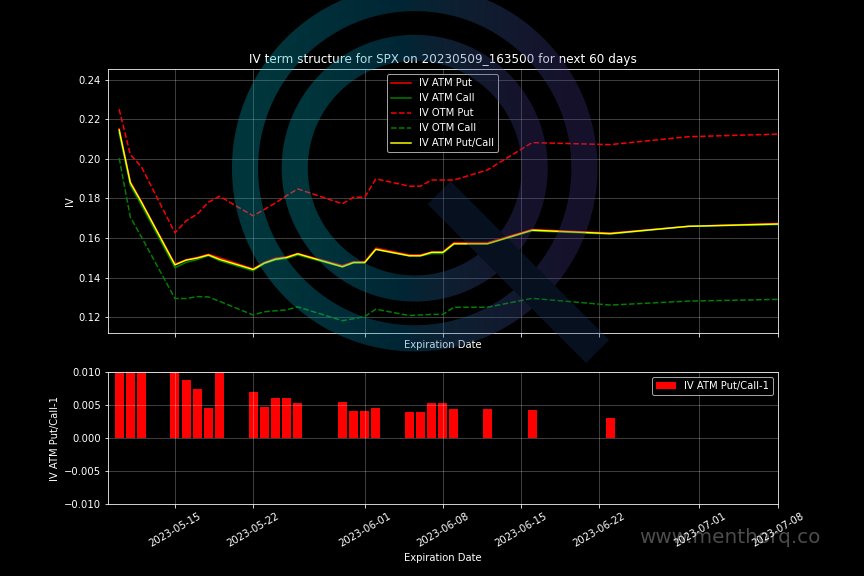 IV term structure for SPX on 20230509_163500 for next 60 days
IV ATM Put
IV ATM Call
IV OTM Put
IV OTM Call
IV ATM Put/Call
0.24
0.22
0.20
0.18
0.16
0.14
0.12
IV
Expiration Date
IV ATM Put/Call-1
0.010
0.005
0.000
−0.005
−0.010
IV ATM Put/Call-1
2023-05-15
2023-05-22
2023-06-01
2023-06-08
2023-06-15
2023-06-22
2023-07-01
2023-07-08
www.menthorq.co
Expiration Date